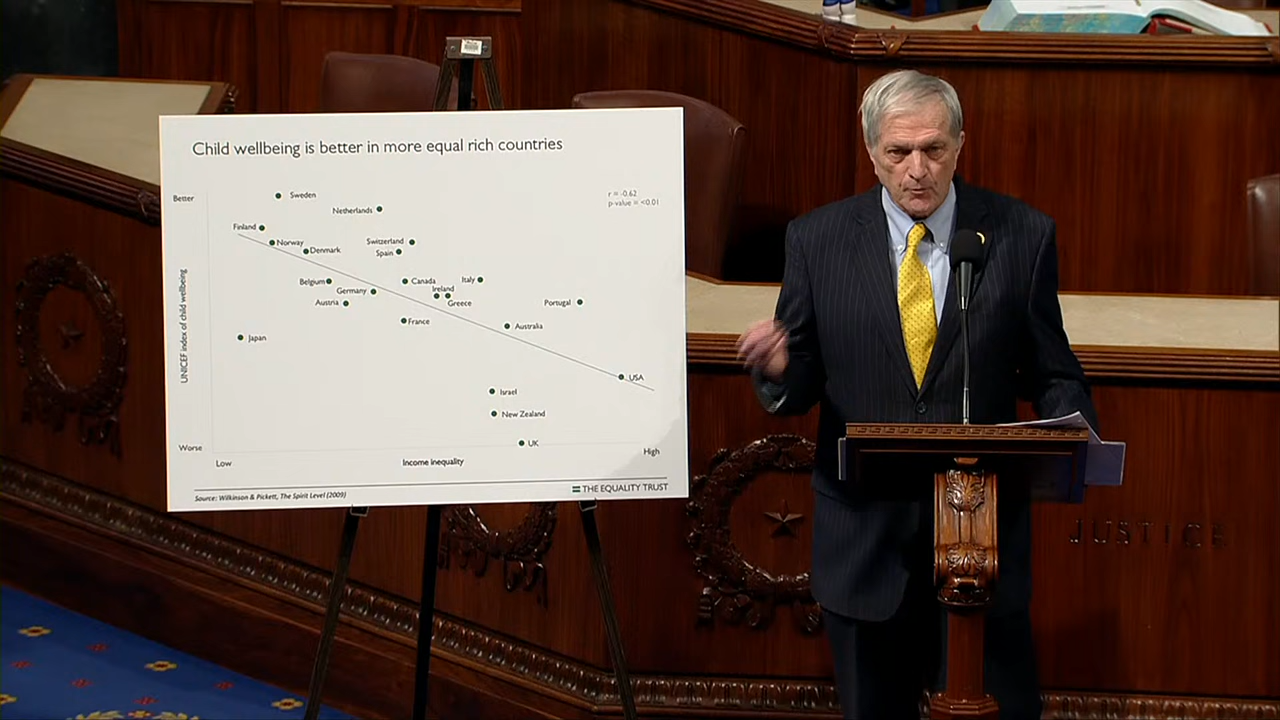 Child wellbeing is better in more equal rich countries
r = -0.62
p-value = <0.01
Better
Sweden
Netherlands
Finland
Norway
Denmark
Switzerland
Spain
Belgium
Germany
Canada
Italy
Ireland
Austria
Greece
Portugal
France
Australia
Japan
USA
Israel
New Zealand
UK
UNICEF index of child wellbeing
Worse
Low
Income inequality
High
Source: Wilkinson & Pickett, The Spirit Level (2009)
THE EQUALITY TRUST
JUSTICE